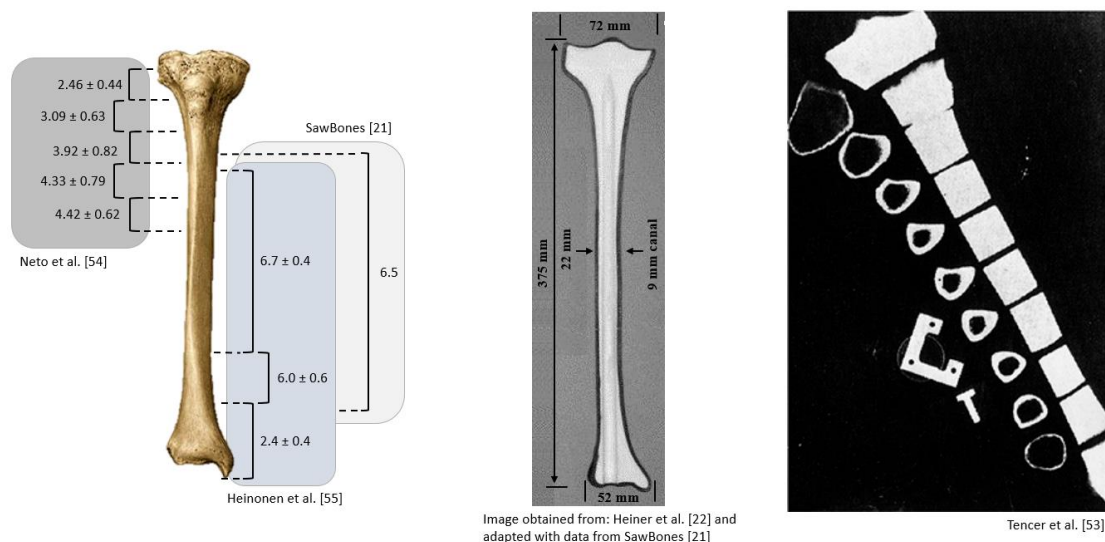 2.46 ± 0.44
3.09 ± 0.63
3.92 ± 0.82
4.33 ± 0.79
4.42 ± 0.62
Neto et al. [54]
SawBones [21]
6.7 ± 0.4
6.5
6.0 ± 0.6
2.4 ± 0.4
Heinonen et al. [55]
72 mm
375 mm
22 mm
9 mm canal
52 mm
Image obtained from: Heiner et al. [22] and
adapted with data from SawBones [21]
Tencer et al. [53]